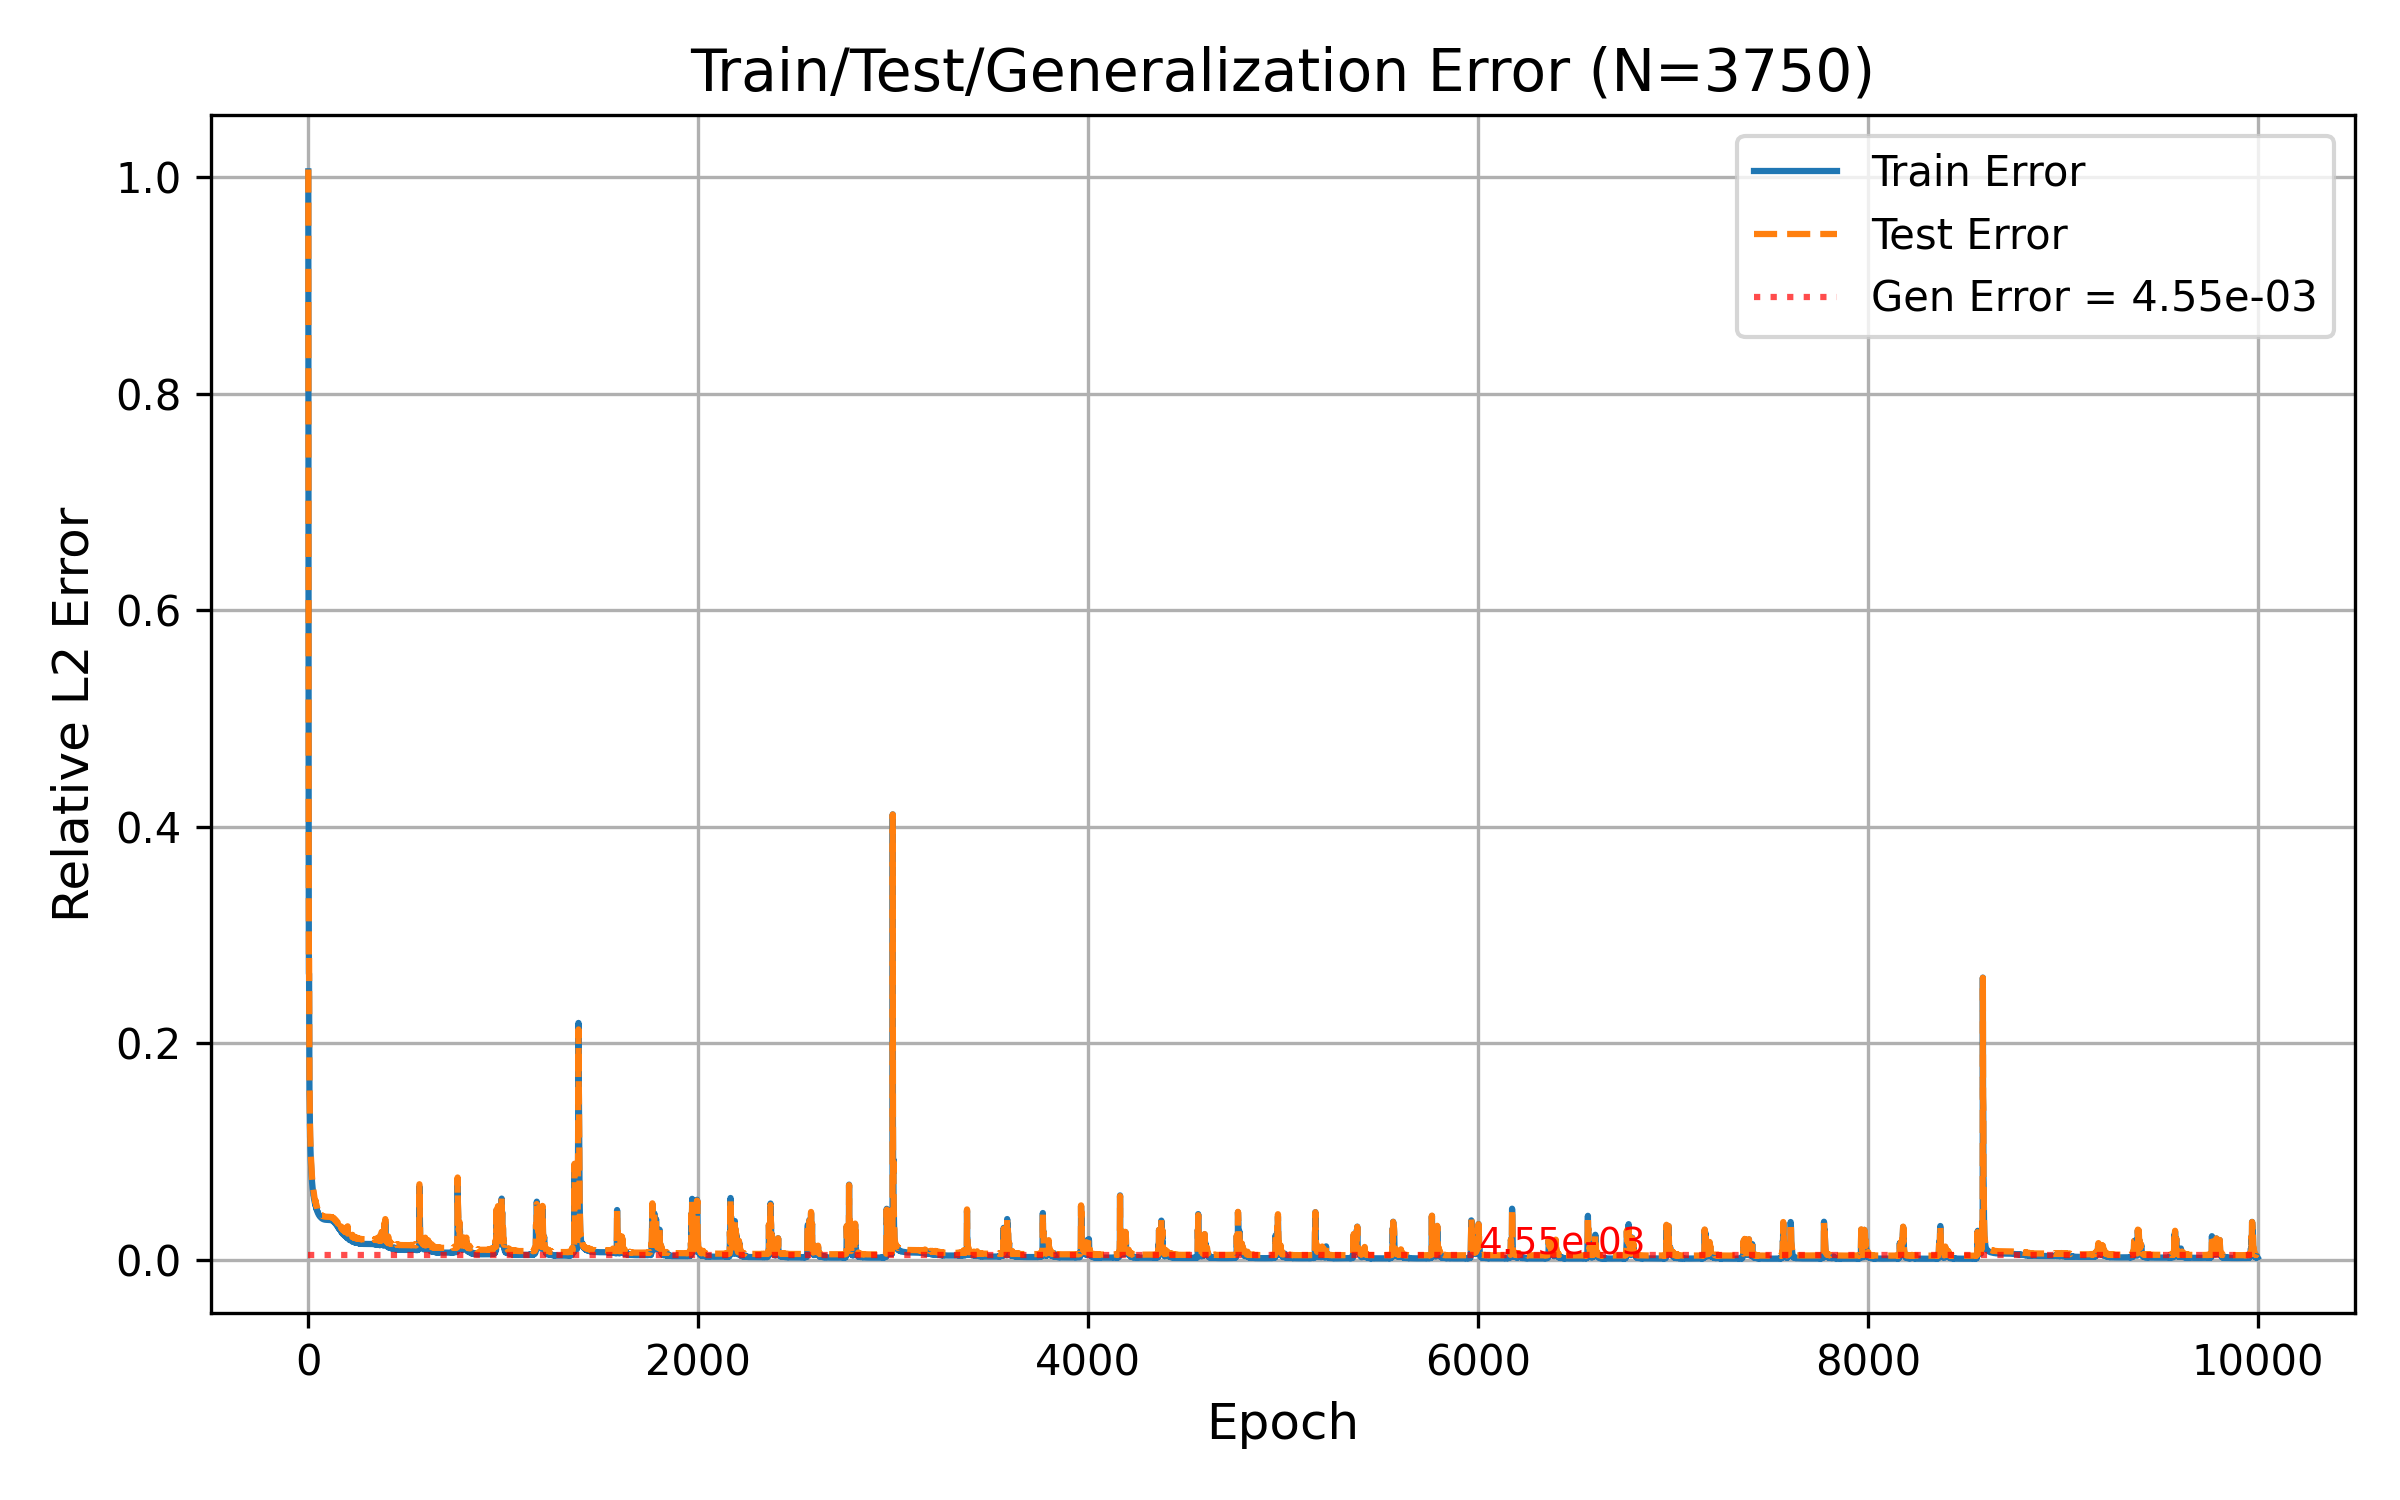 Train/Test/Generalization Error (N=3750)
Train Error
Test Error
Gen Error = 4.55e-03
Relative L2 Error
1.0
0.8
0.6
0.4
0.2
0.0
4.55e-03
0 2000 4000 6000 8000 10000
Epoch